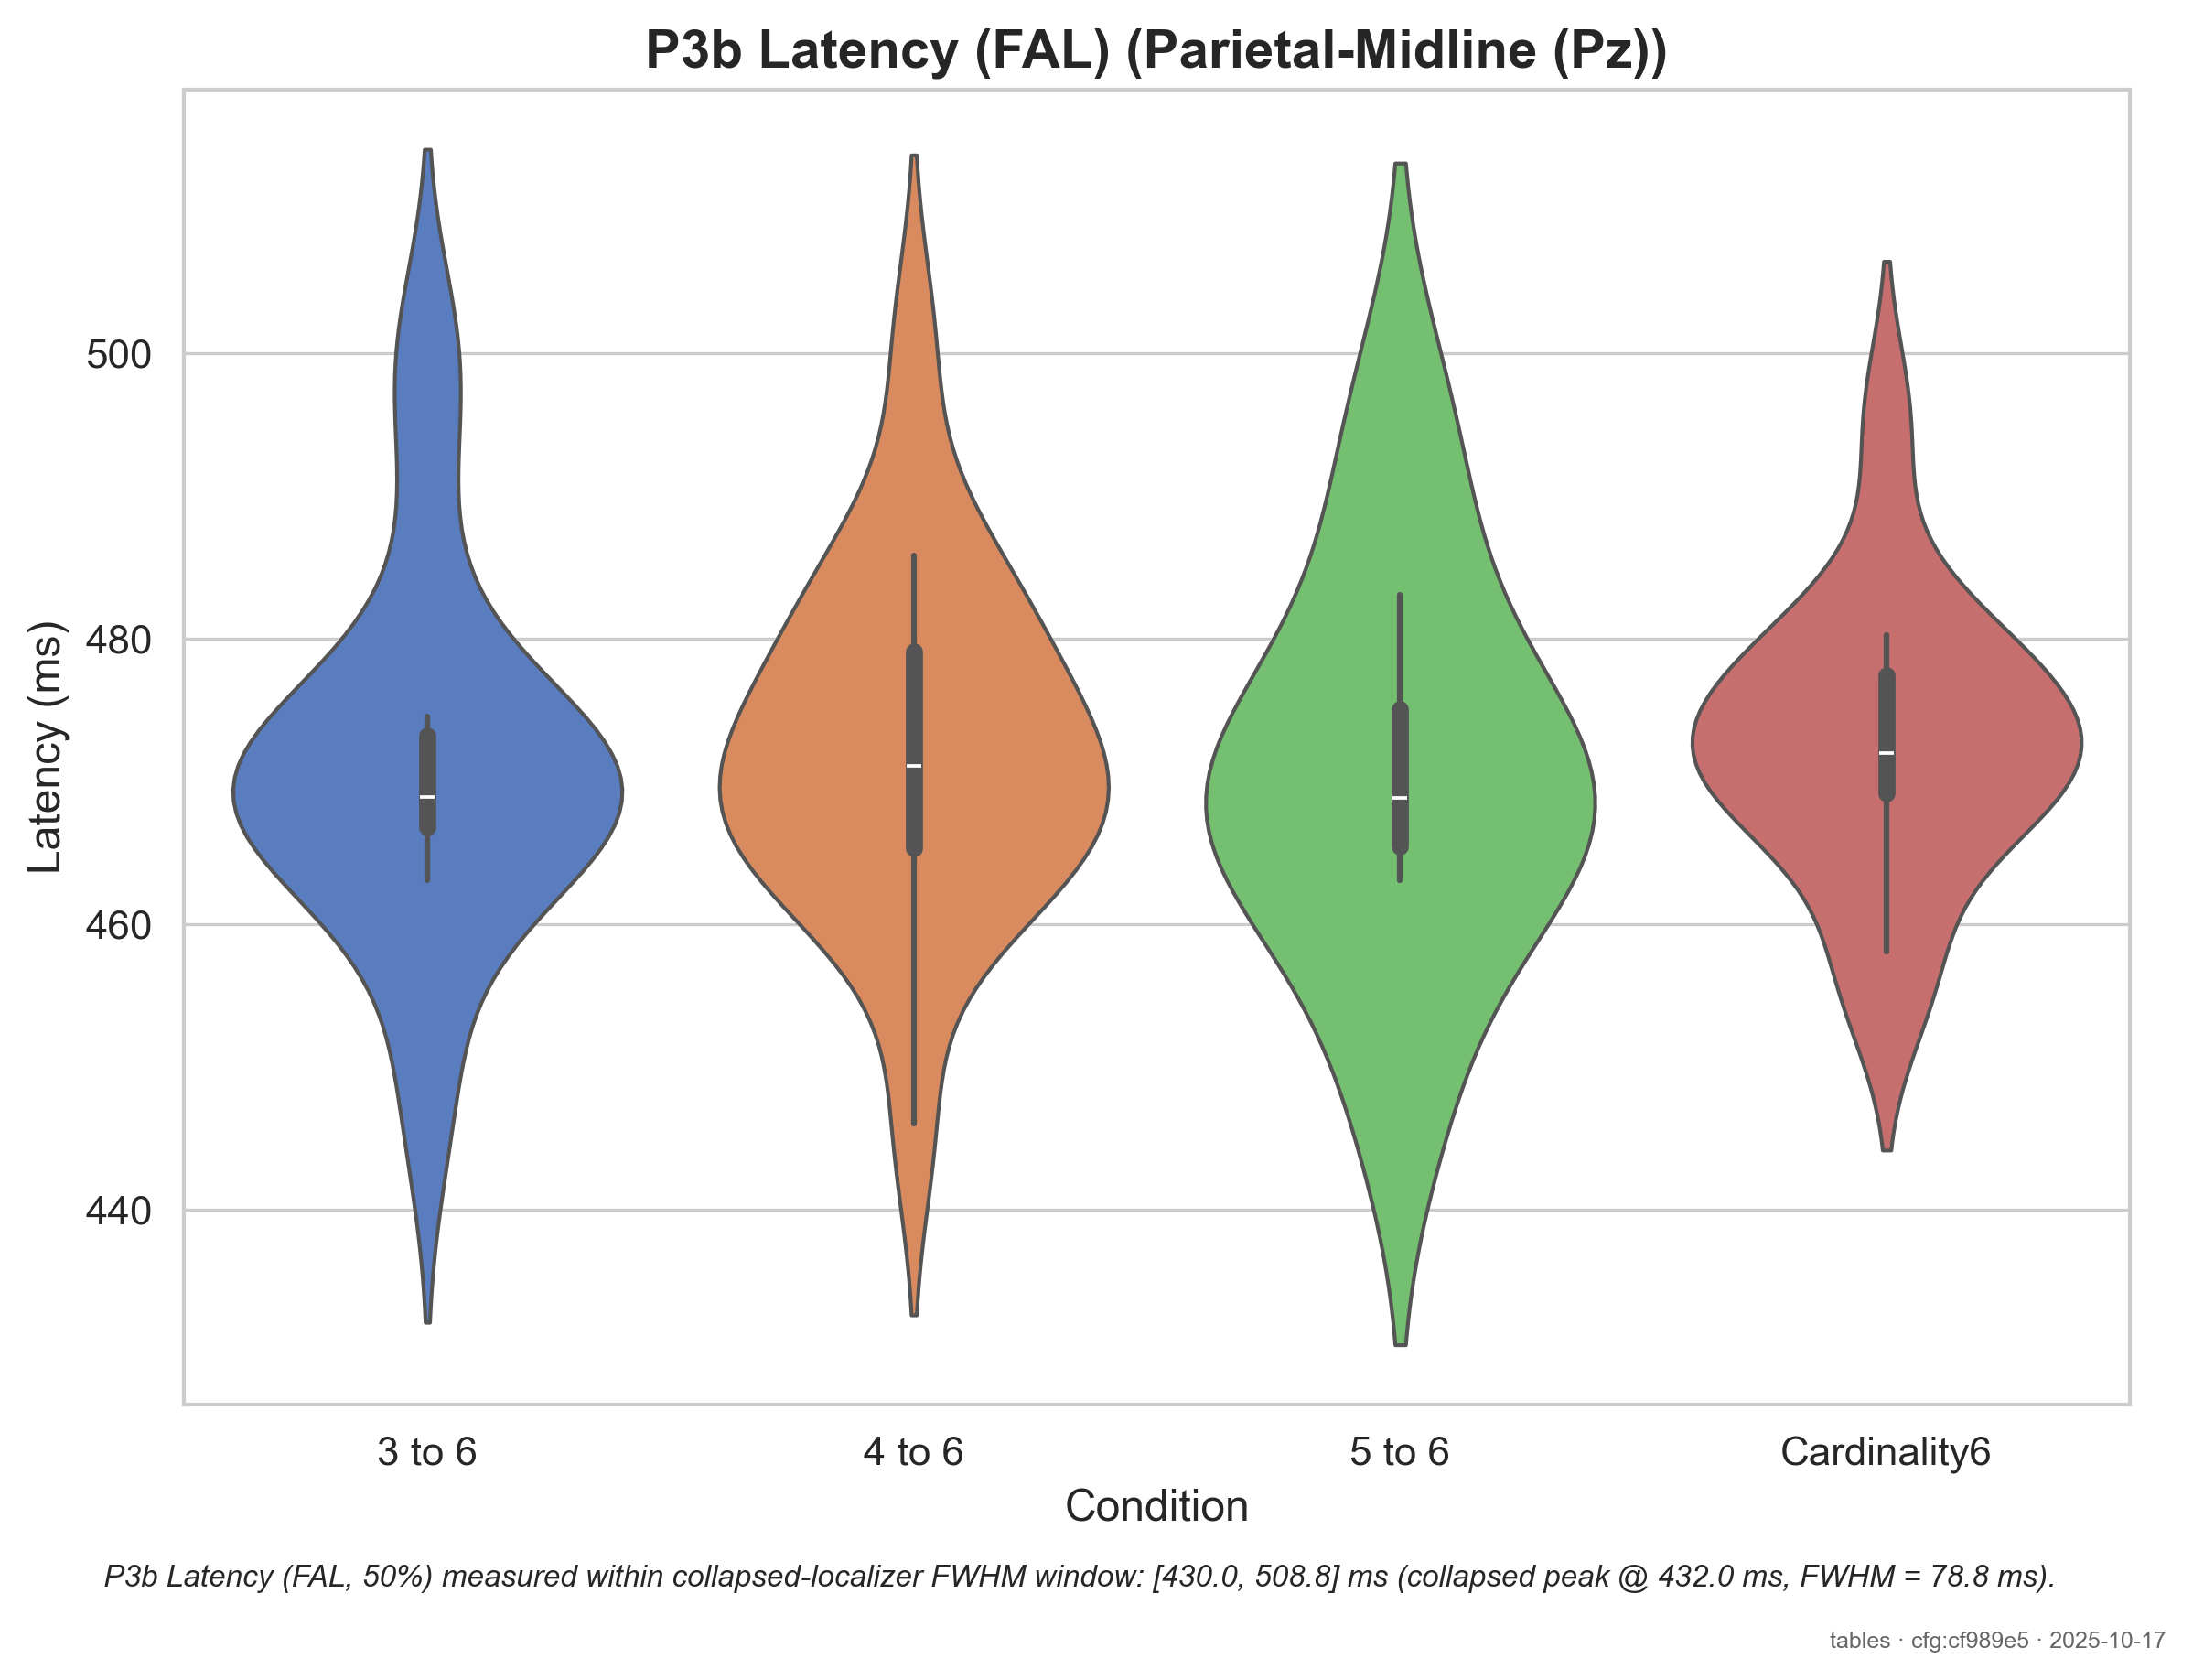 P3b Latency (FAL) (Parietal-Midline (Pz))
Latency (ms)
500
480
460
440
3 to 6
4 to 6
5 to 6
Cardinality6
Condition
P3b Latency (FAL, 50%) measured within collapsed-localizer FWHM window: [430.0, 508.8] ms (collapsed peak @ 432.0 ms, FWHM = 78.8 ms).
tables · cfg:cf989e5 · 2025-10-17